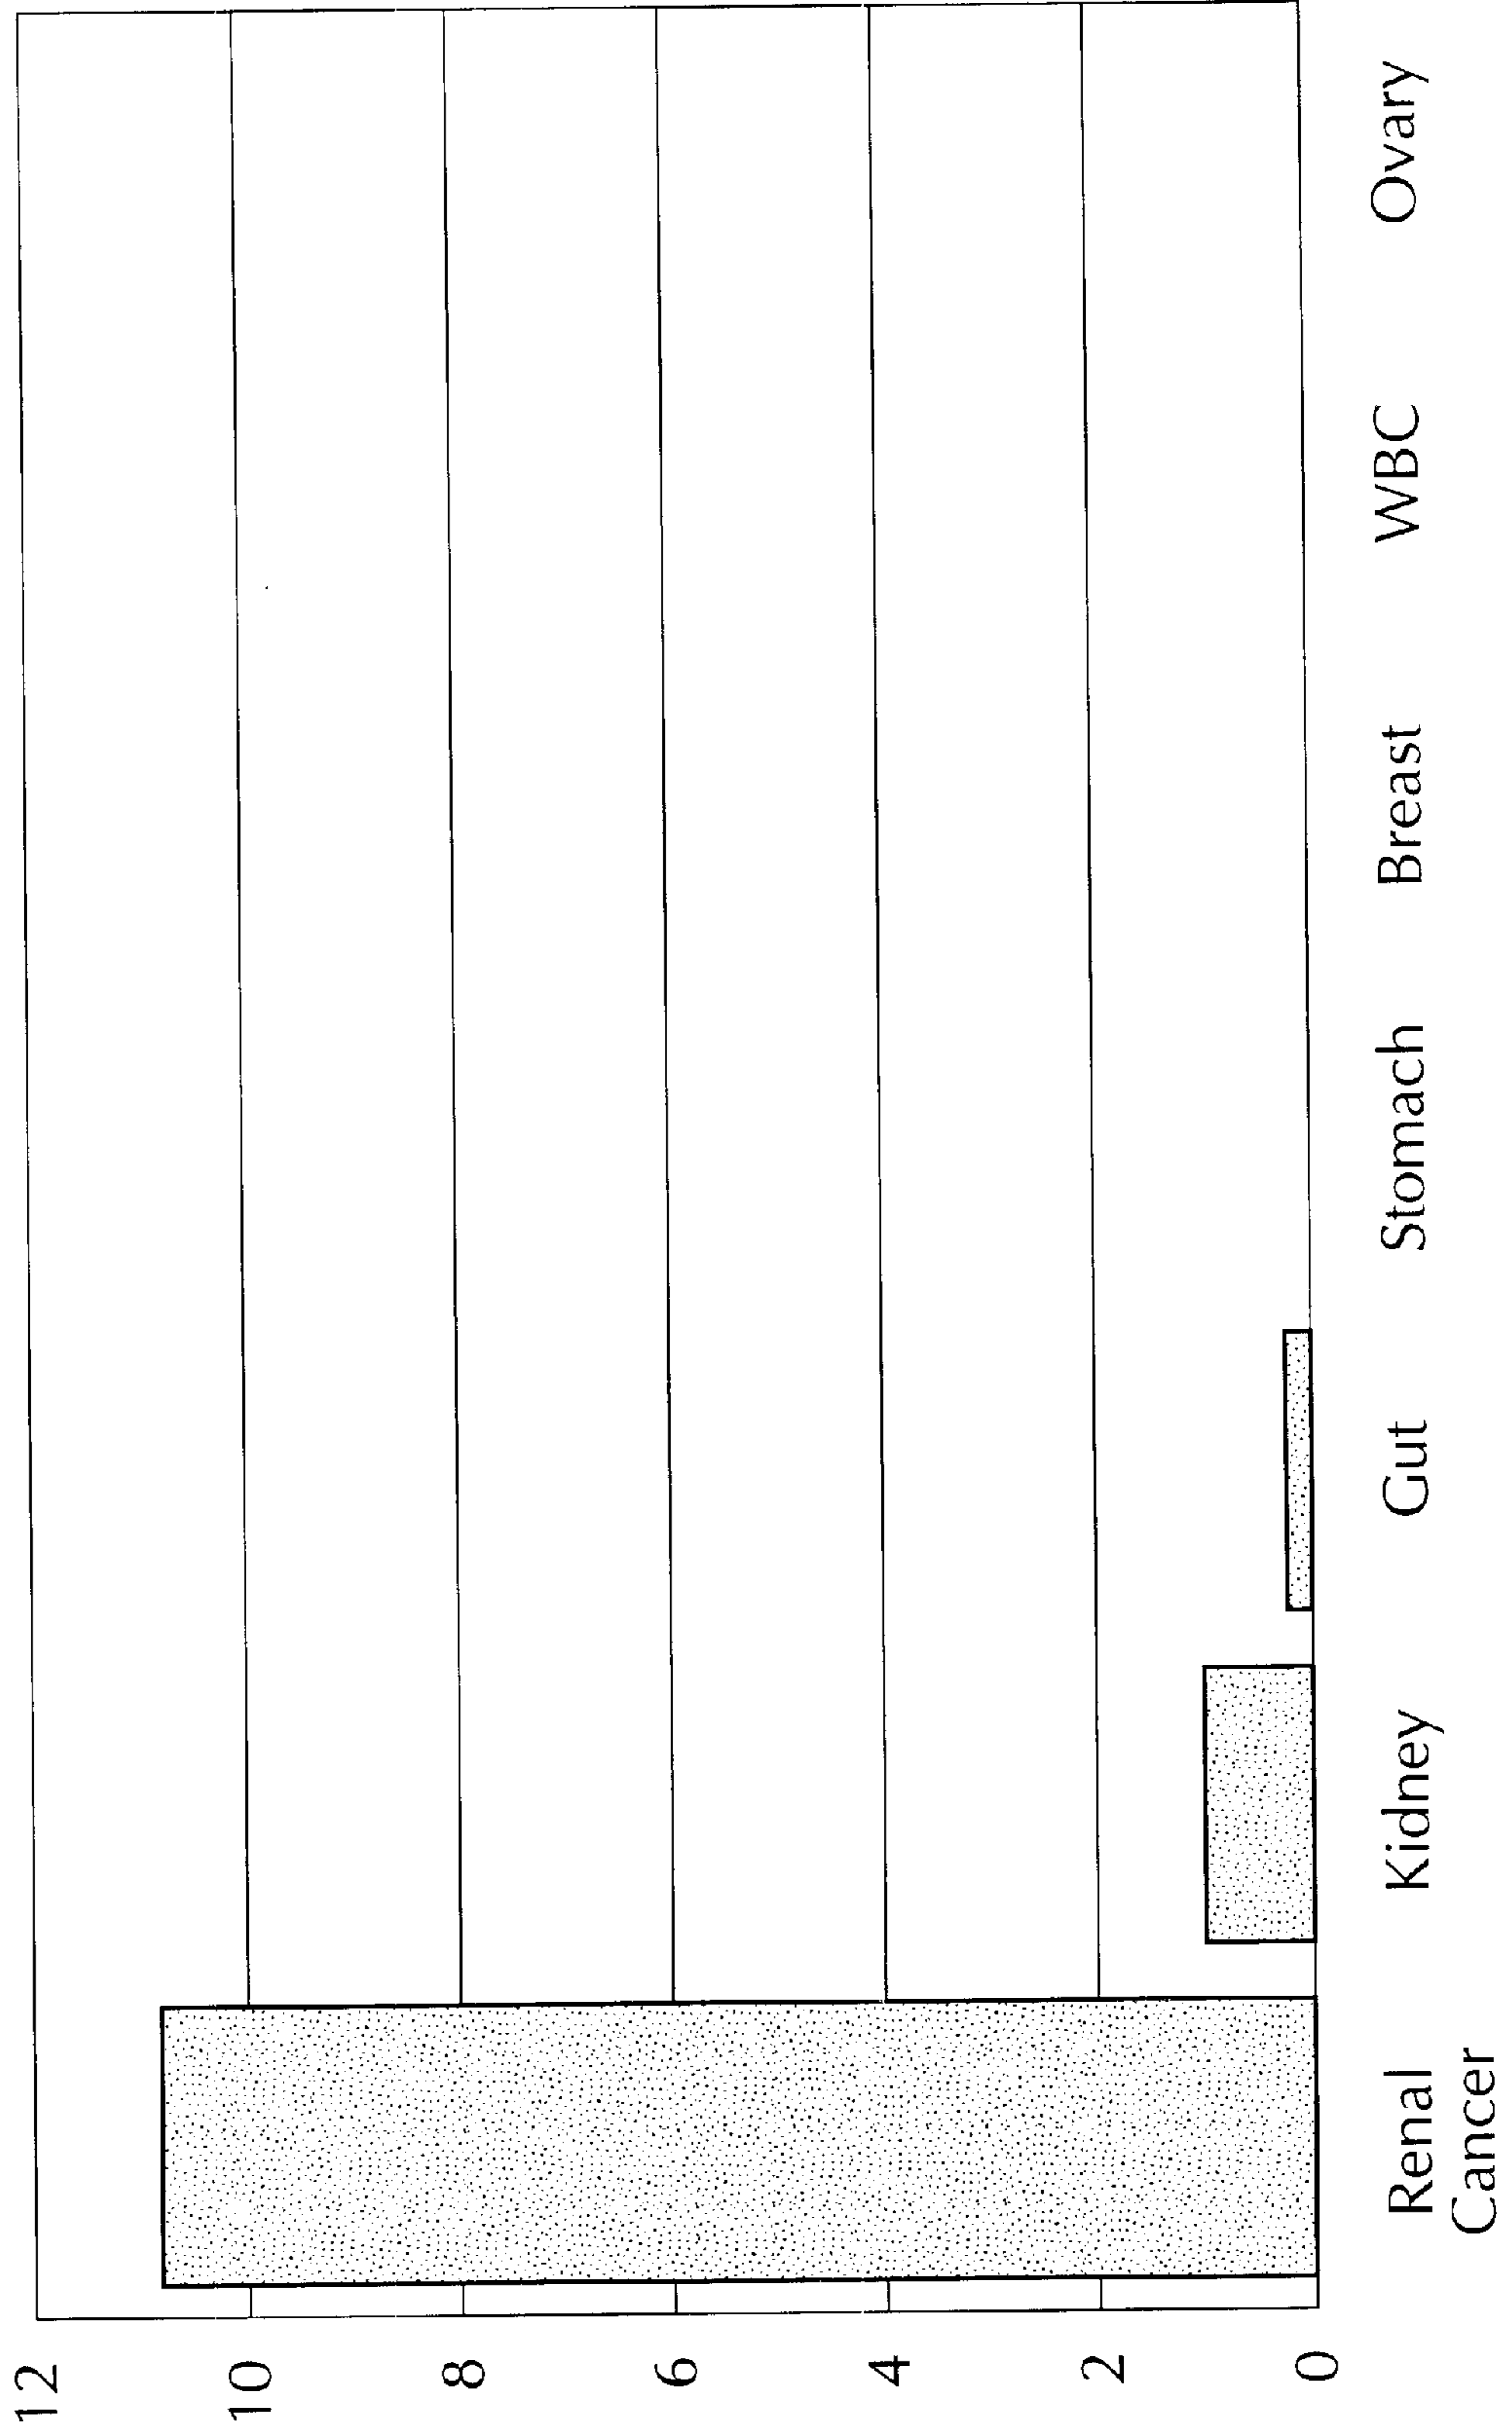 12
10
8
6
4
2
0
Renal
Cancer
Kidney
Gut
Stomach
Breast
WBC
Ovary